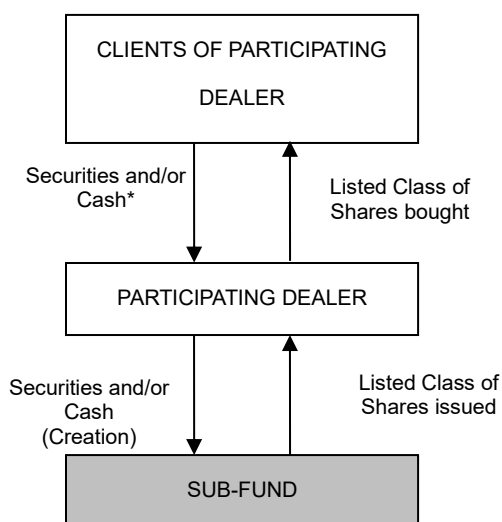 CLIENTS OF PARTICIPATING
DEALER
Securities and/or
Cash*
Listed Class of
Shares bought
PARTICIPATING DEALER
Securities and/or
Cash
(Creation)
Listed Class of
Shares issued
SUB-FUND